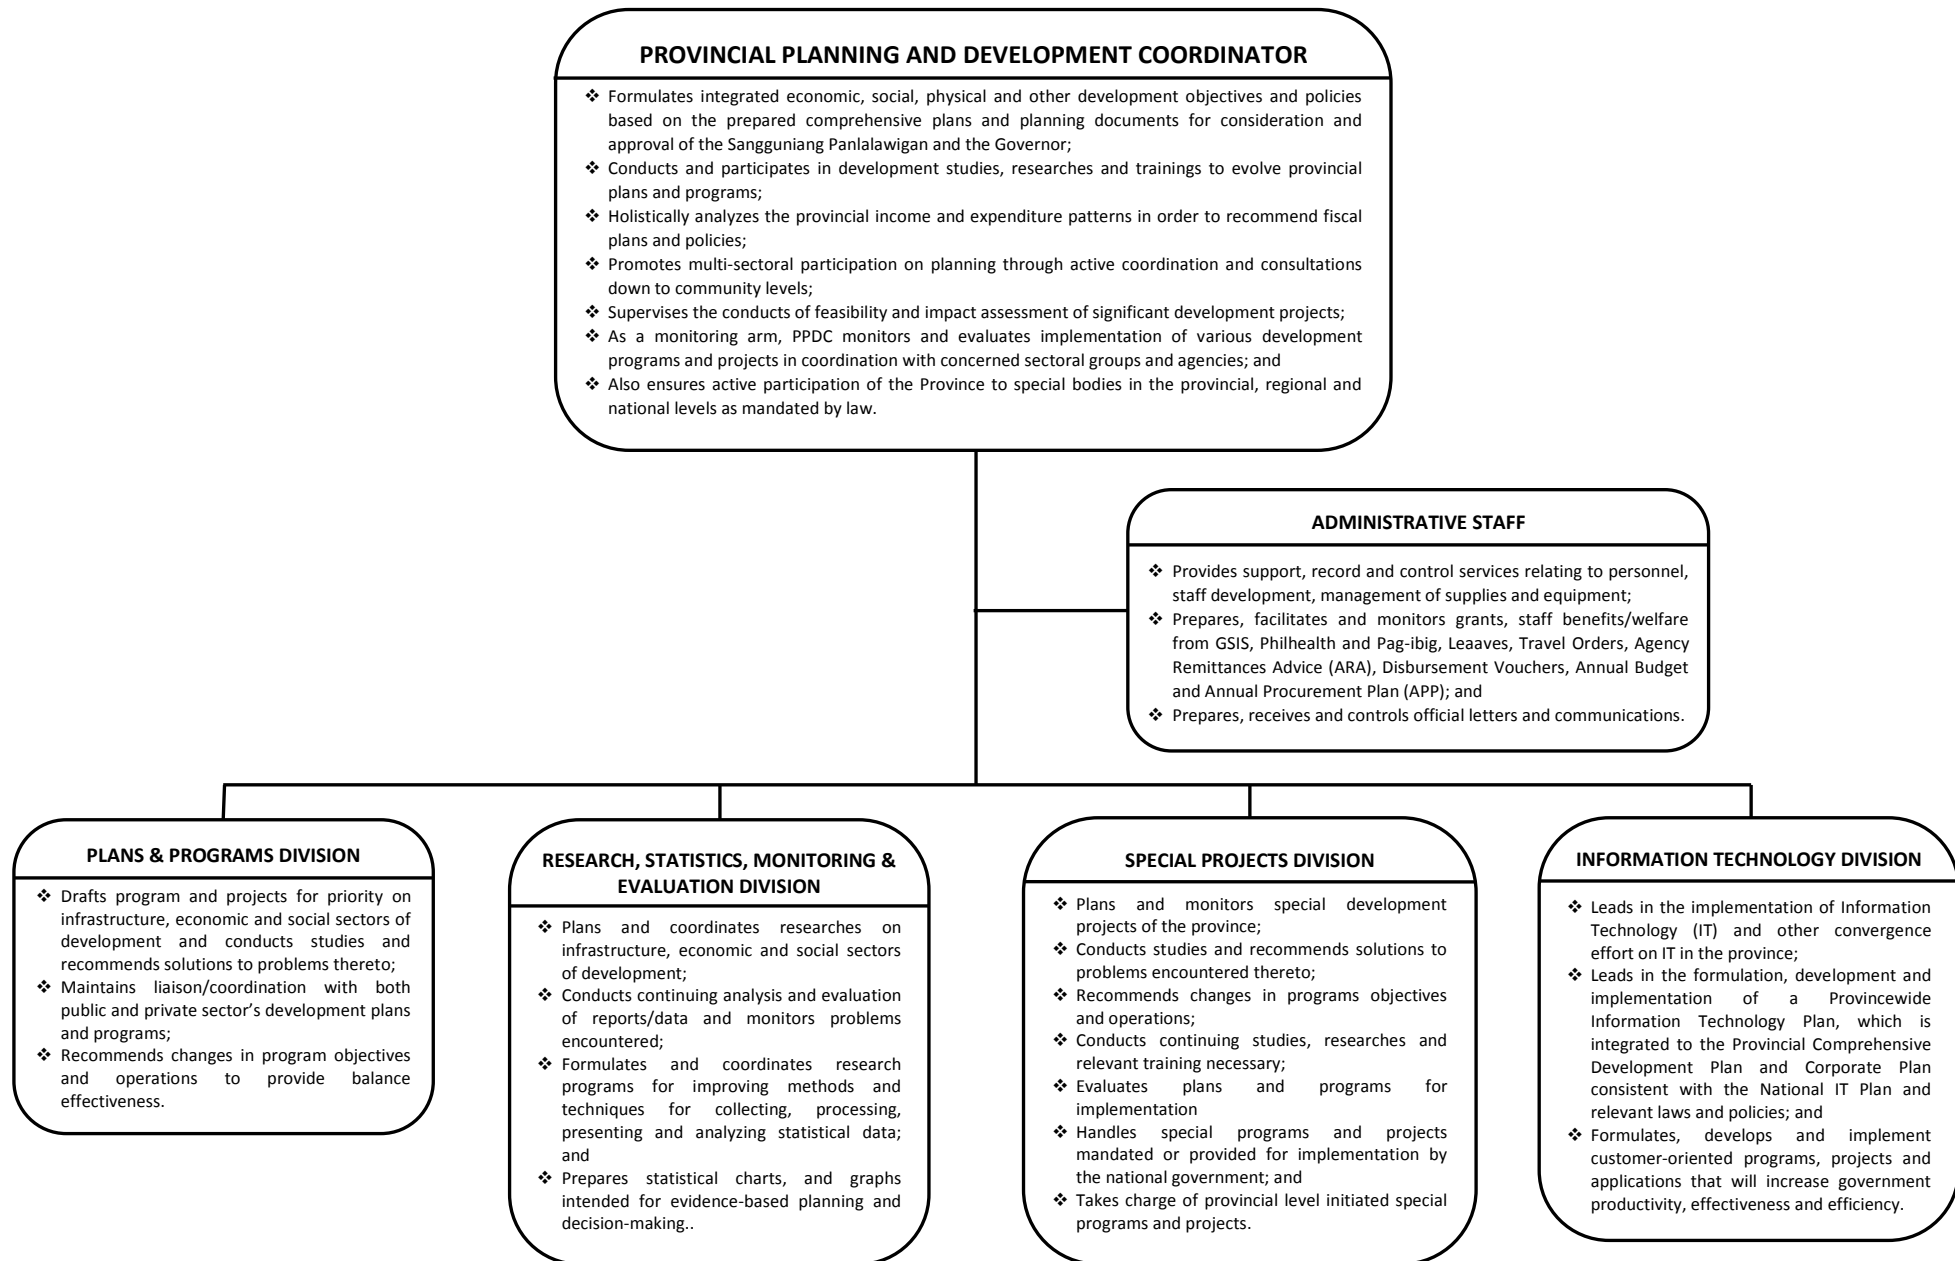 PROVINCIAL PLANNING AND DEVELOPMENT COORDINATOR
❖ Formulates integrated economic, social, physical and other development objectives and policies
based on the prepared comprehensive plans and planning documents for consideration and
approval of the Sangguniang Panlalawigan and the Governor;
❖ Conducts and participates in development studies, researches and trainings to evolve provincial
plans and programs;
❖ Holistically analyzes the provincial income and expenditure patterns in order to recommend fiscal
plans and policies;
❖ Promotes multi-sectoral participation on planning through active coordination and consultations
down to community levels;
❖ Supervises the conducts of feasibility and impact assessment of significant development projects;
❖ As a monitoring arm, PPDC monitors and evaluates implementation of various development
programs and projects in coordination with concerned sectoral groups and agencies; and
❖ Also ensures active participation of the Province to special bodies in the provincial, regional and
national levels as mandated by law.
ADMINISTRATIVE STAFF
❖ Provides support, record and control services relating to personnel,
staff development, management of supplies and equipment;
❖ Prepares, facilitates and monitors grants, staff benefits/welfare
from GSIS, Philhealth and Pag-ibig, Leaaves, Travel Orders, Agency
Remittances Advice (ARA), Disbursement Vouchers, Annual Budget
and Annual Procurement Plan (APP); and
❖ Prepares, receives and controls official letters and communications.
PLANS & PROGRAMS DIVISION
❖ Drafts program and projects for priority on
infrastructure, economic and social sectors of
development and conducts studies and
recommends solutions to problems thereto;
❖ Maintains liaison/coordination with both
public and private sector’s development plans
and programs;
❖ Recommends changes in program objectives
and operations to provide balance
effectiveness.
RESEARCH, STATISTICS, MONITORING &
EVALUATION DIVISION
❖ Plans and coordinates researches on
infrastructure, economic and social sectors
of development;
❖ Conducts continuing analysis and evaluation
of reports/data and monitors problems
encountered;
❖ Formulates and coordinates research
programs for improving methods and
techniques for collecting, processing,
presenting and analyzing statistical data;
and
❖ Prepares statistical charts, and graphs
intended for evidence-based planning and
decision-making..
SPECIAL PROJECTS DIVISION
❖ Plans and monitors special development
projects of the province;
❖ Conducts studies and recommends solutions to
problems encountered thereto;
❖ Recommends changes in programs objectives
and operations;
❖ Conducts continuing studies, researches and
relevant training necessary;
❖ Evaluates plans and programs for
implementation
❖ Handles special programs and projects
mandated or provided for implementation by
the national government; and
❖ Takes charge of provincial level initiated special
programs and projects.
INFORMATION TECHNOLOGY DIVISION
❖ Leads in the implementation of Information
Technology (IT) and other convergence
effort on IT in the province;
❖ Leads in the formulation, development and
implementation of a Provincewide
Information Technology Plan, which is
integrated to the Provincial Comprehensive
Development Plan and Corporate Plan
consistent with the National IT Plan and
relevant laws and policies; and
❖ Formulates, develops and implement
customer-oriented programs, projects and
applications that will increase government
productivity, effectiveness and efficiency.